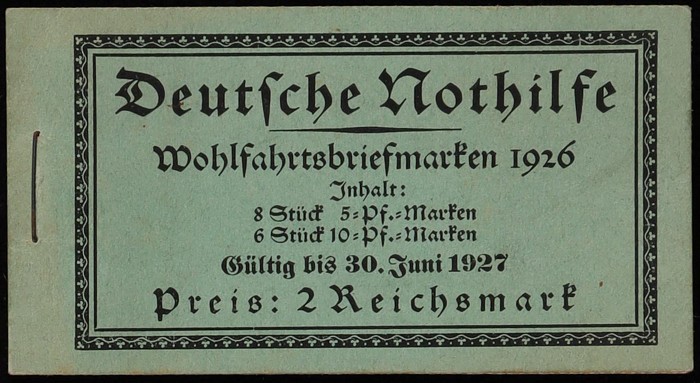 Deutſche Nothilfe
Wohlfahrtsbriefmarken 1926
Inhalt:
8 Stück 5=Pf.=Marken
6 Stück 10=Pf.=Marken
Gültig bis 30. Juni 1927
Preis: 2 Reichsmark